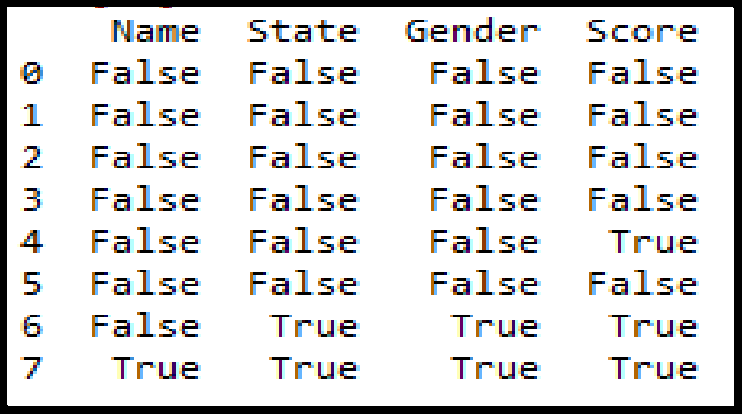 Name State Gender Score
0 False False False False
1 False False False False
2 False False False False
3 False False False False
4 False False False True
5 False False False False
6 False True True True
7 True True True True